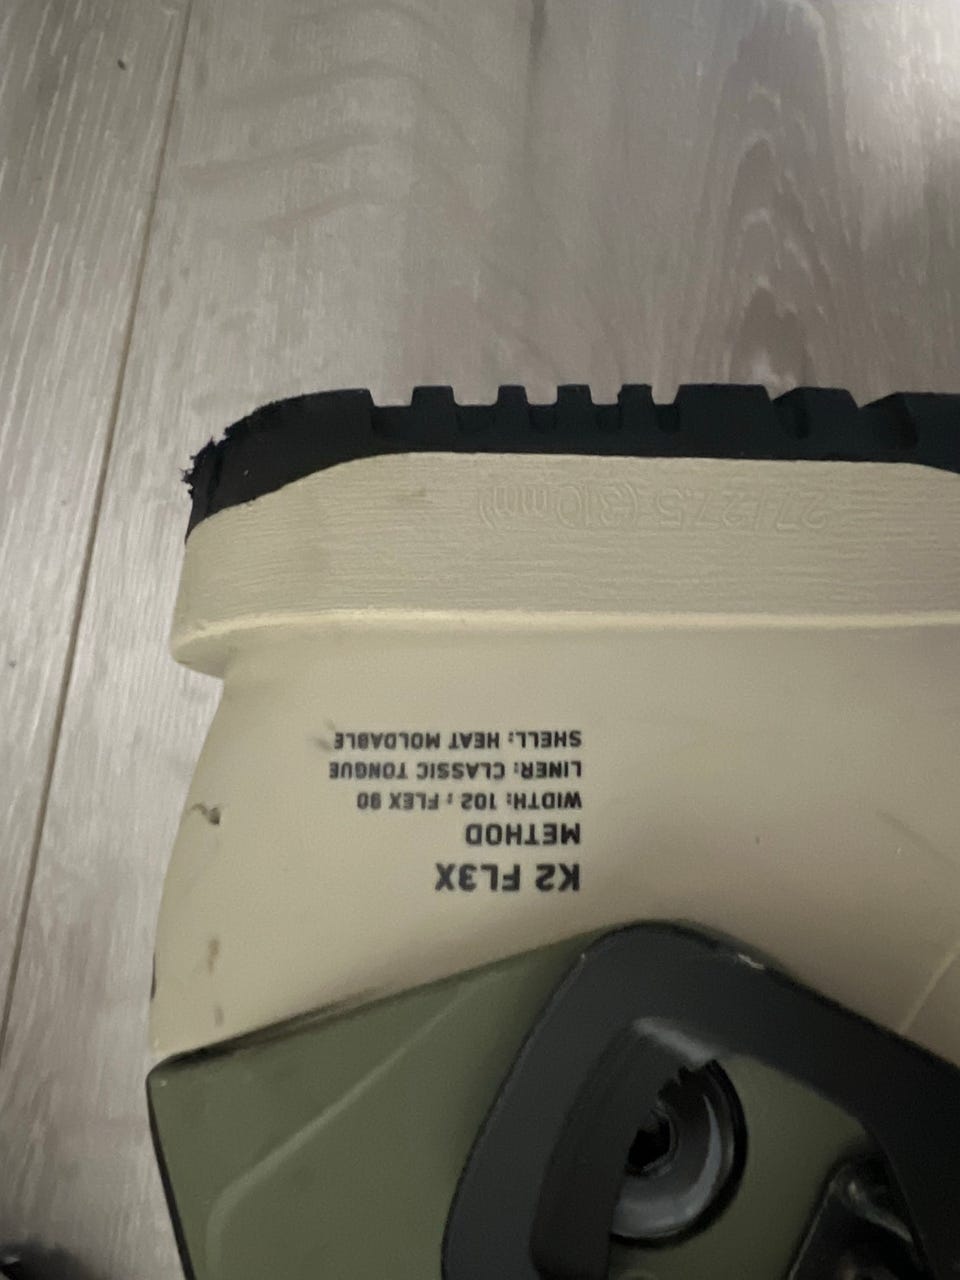 K2 FL3X
METHOD
WIDTH: 102 : FLEX 90
LINER: CLASSIC TONGUE
SHELL: HEAT MOLDABLE
27/27.5 (310mm)